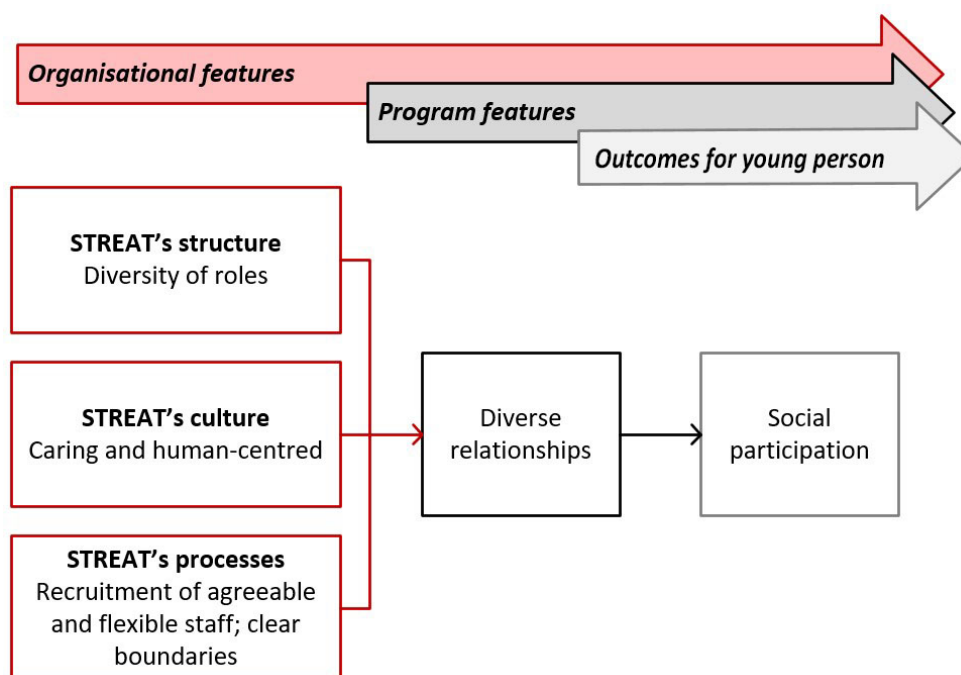 Organisational features
Program features
Outcomes for young person
STREAT’s structure
Diversity of roles
STREAT’s culture
Caring and human-centred
STREAT’s processes
Recruitment of agreeable
and flexible staff; clear
boundaries
Diverse
relationships
Social
participation